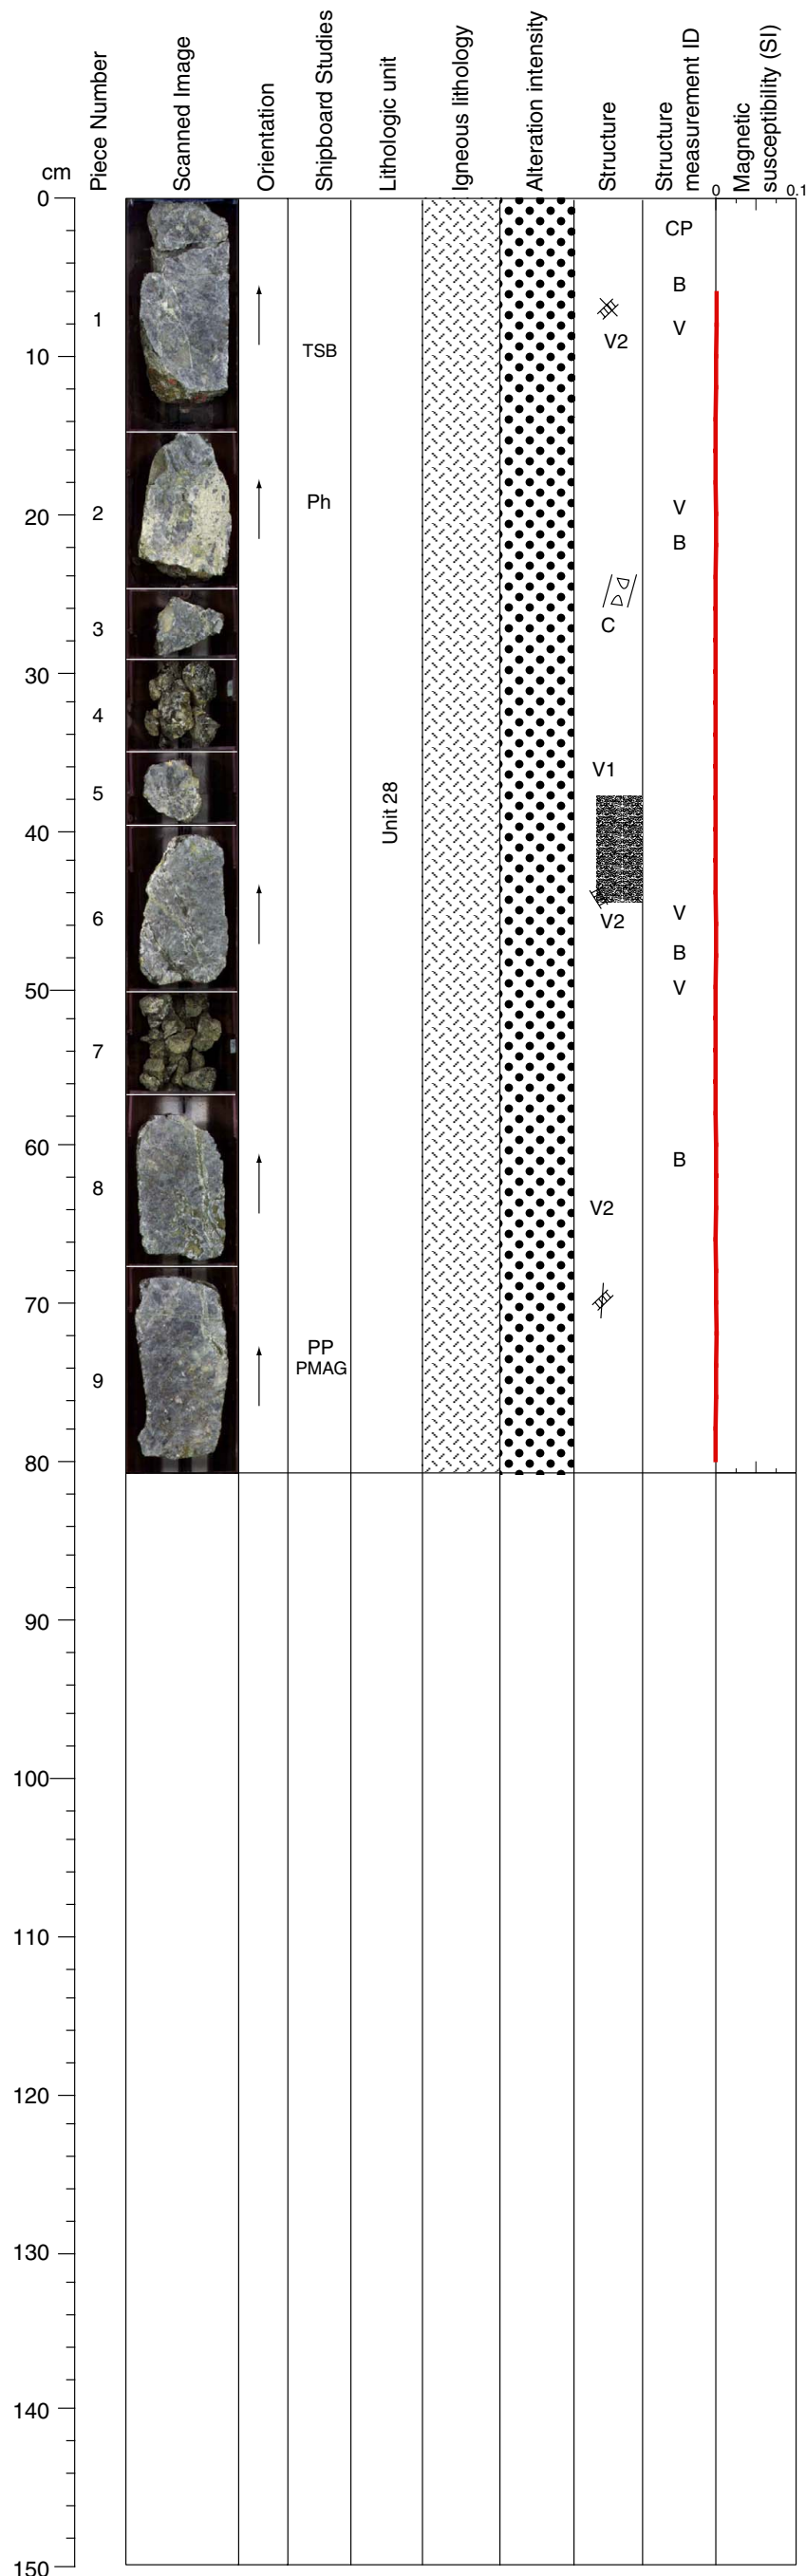 cm
Piece Number
Scanned Image
Orientation
Shipboard Studies
Lithologic unit
Igneous lithology
Alteration intensity
Structure
Structure
measurement ID
Magnetic
susceptibility (SI)
0 0.1
0
CP
B
1
V2
V
10
TSB
2
Ph
V
20
B
3
C
30
4
V1
5
Unit 28
40
6
V2
V
B
50
V
7
60
B
8
V2
70
9
PP
PMAG
80
90
100
110
120
130
140
150